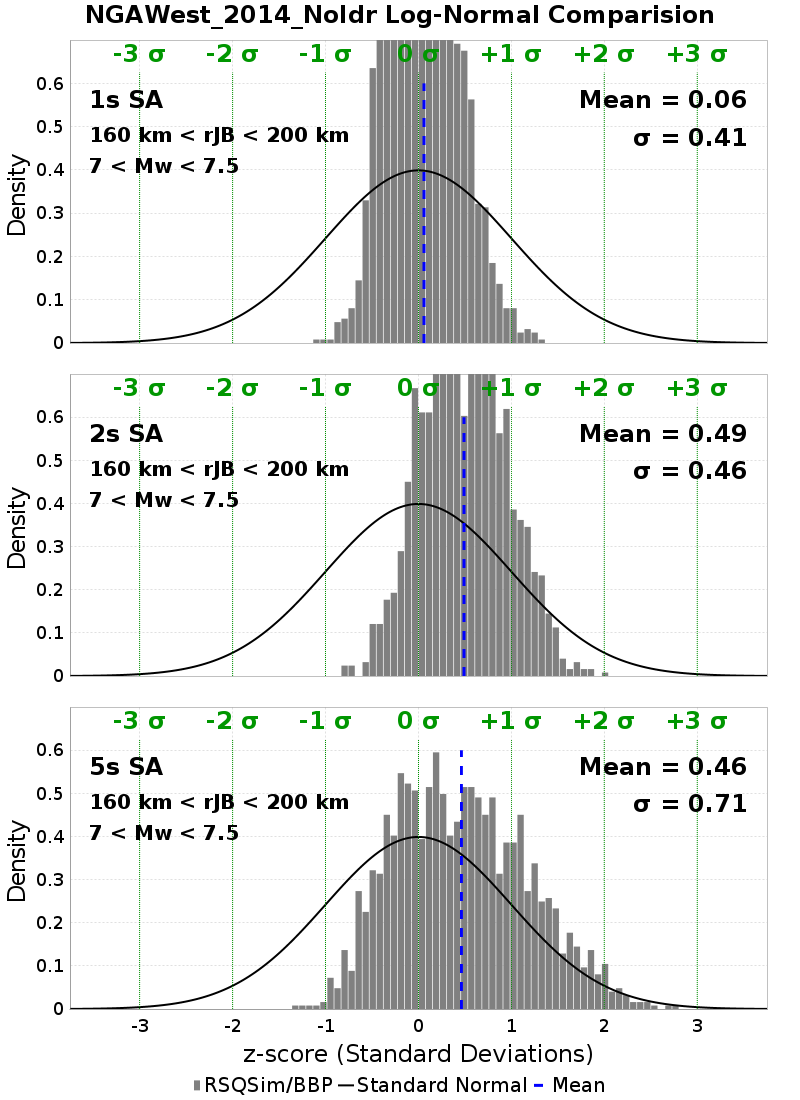 NGAWest_2014_NoIdr Log-Normal Comparision
-3 σ -2 σ -1 σ 0 σ +1 σ +2 σ +3 σ
1s SA
160 km < rJB < 200 km
7 < Mw < 7.5
Mean = 0.06
σ = 0.41
Density
0.6
0.5
0.4
0.3
0.2
0.1
0
-3 σ -2 σ -1 σ 0 σ +1 σ +2 σ +3 σ
2s SA
160 km < rJB < 200 km
7 < Mw < 7.5
Mean = 0.49
σ = 0.46
Density
0.6
0.5
0.4
0.3
0.2
0.1
0
-3 σ -2 σ -1 σ 0 σ +1 σ +2 σ +3 σ
5s SA
160 km < rJB < 200 km
7 < Mw < 7.5
Mean = 0.46
σ = 0.71
Density
0.6
0.5
0.4
0.3
0.2
0.1
0
-3 -2 -1 0 1 2 3
z-score (Standard Deviations)
RSQSim/BBP Standard Normal Mean